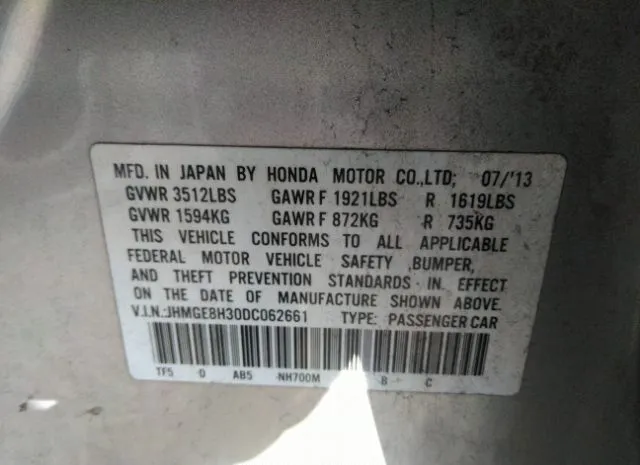 MFD. IN JAPAN BY HONDA MOTOR CO.,LTD; 07/'13
GVWR 3512LBS GAWR F 1921LBS R 1619LBS
GVWR 1594KG GAWR F 872KG R 735KG
THIS VEHICLE CONFORMS TO ALL APPLICABLE
FEDERAL MOTOR VEHICLE SAFETY ,BUMPER,
AND THEFT PREVENTION STANDARDS IN EFFECT
ON THE DATE OF MANUFACTURE SHOWN ABOVE.
V.I.N.:JHMGE8H30DC062661 TYPE: PASSENGER CAR
TF5 0 AB5 NH700M B C